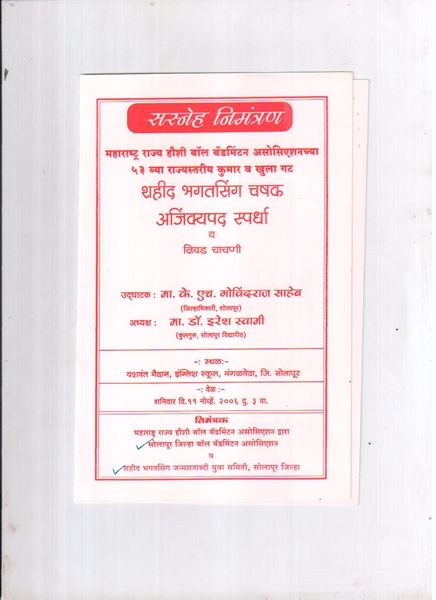 सस्नेह निमंत्रण
महाराष्ट्र राज्य हौशी बॉल बॅडमिंटन असोसिएशनच्या
५३ व्या राज्यस्तरीय कुमार व खुला गट
शहीद भगतसिंग चषक
अजिंक्यपद स्पर्धा
व
निवड चाचणी
उद्घाटक : मा. के. एच. गोविंदराज साहेब
(जिल्हाधिकारी, सोलापूर)
अध्यक्ष : मा. डॉ. इरेश स्वामी
(कुलगुरु, सोलापूर विद्यापीठ)
-: स्थळ:-
यशवंत मैदान, इंग्लिश स्कूल, मंगळवेढा, जि. सोलापूर
-: वेळ :-
शनिवार दि.११ नोव्हें. २००६ दु. ३ वा.
निमंत्रक
महाराष्ट्र राज्य हौशी बॉल बॅडमिंटन असोसिएशन द्वारा
सोलापूर जिल्हा बॉल बॅडमिंटन असोसिएशन
व
शहीद भगतसिंग जन्मशताब्दी युवा समिती, सोलापूर जिल्हा